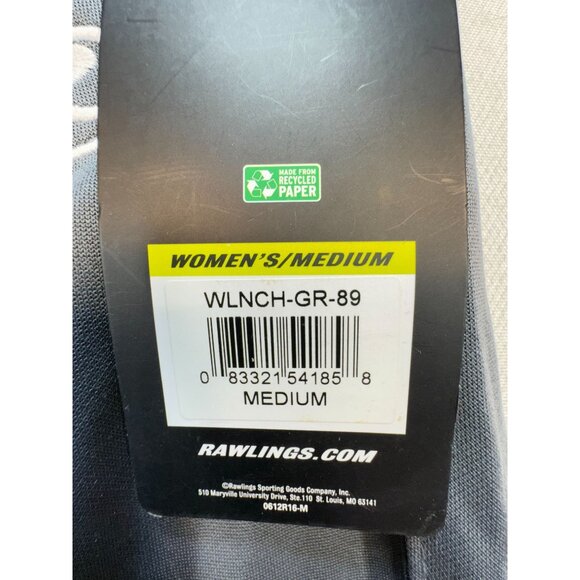 MADE FROM
RECYCLED
PAPER
WOMEN'S/MEDIUM
WLNCH-GR-89
0 83321 54185 8
MEDIUM
RAWLINGS.COM
©Rawlings Sporting Goods Company, Inc.
510 Maryville University Drive, Ste.110 St. Louis, MO 63141
0612R16-M